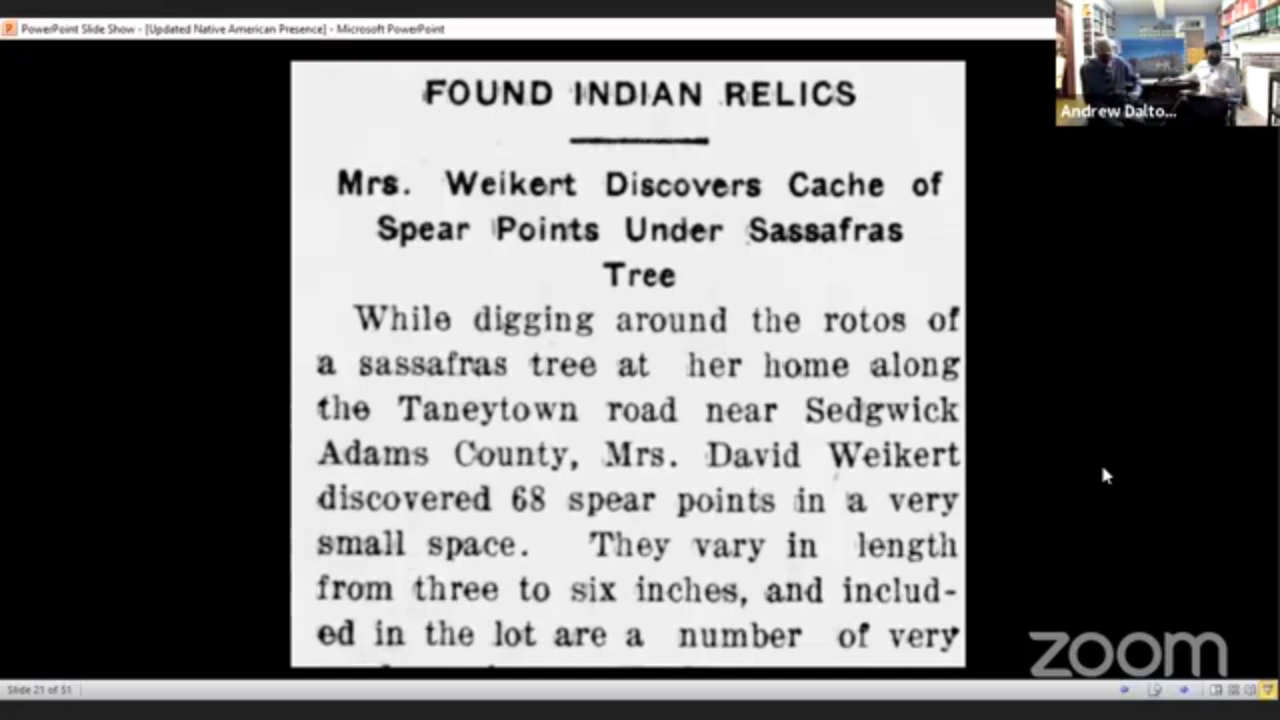 PowerPoint Slide Show - [Updated Native American Presence] - Microsoft PowerPoint
Andrew Dalto...
FOUND INDIAN RELICS
Mrs. Weikert Discovers Cache of
Spear Points Under Sassafras
Tree
While digging around the rotos of
a sassafras tree at her home along
the Taneytown road near Sedgwick
Adams County, Mrs. David Weikert
discovered 68 spear points in a very
small space. They vary in length
from three to six inches, and includ-
ed in the lot are a number of very
zoom
Slide 21 of 51